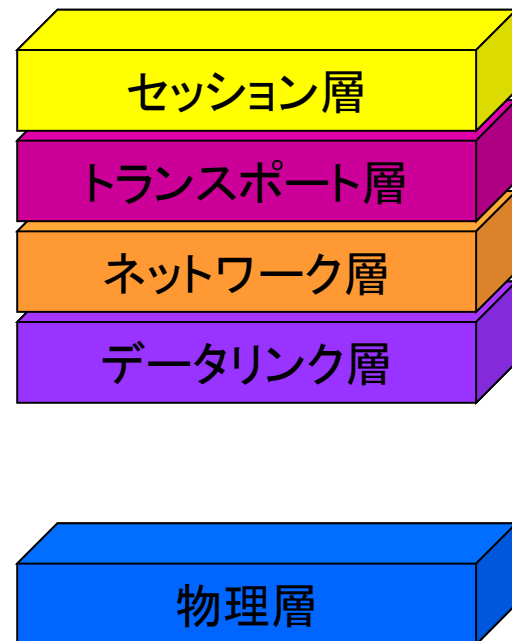 セッション層
トランスポート層
ネットワーク層
データリンク層
物理層